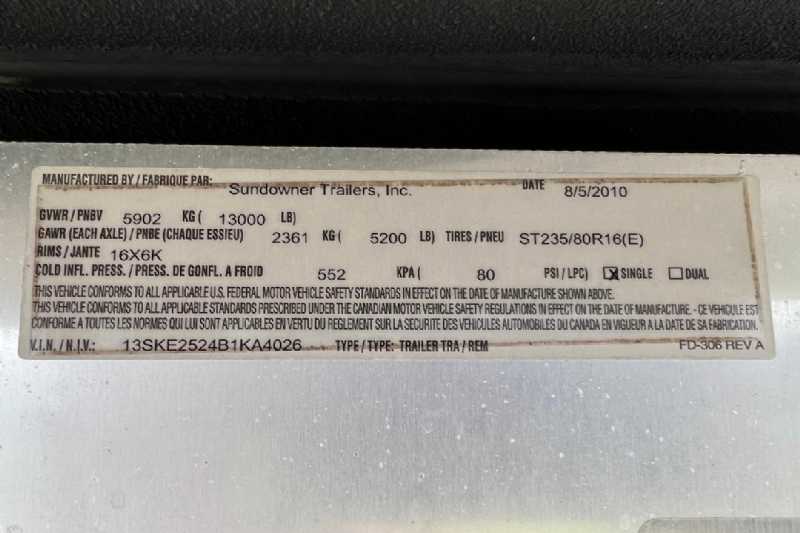 MANUFACTURED BY / FABRIQUE PAR: Sundowner Trailers, Inc. DATE 8/5/2010
GVWR / PNBV 5902 KG ( 13000 LB)
GAWR (EACH AXLE) / PNBE (CHAQUE ESSIEU) 2361 KG ( 5200 LB) TIRES / PNEU ST235/80R16(E)
RIMS / JANTE 16X6K
COLD INFL. PRESS. / PRESS. DE GONFL. A FROID 552 KPA ( 80 PSI / LPC) SINGLE DUAL
THIS VEHICLE CONFORMS TO ALL APPLICABLE U.S. FEDERAL MOTOR VEHICLE SAFETY STANDARDS IN EFFECT ON THE DATE OF MANUFACTURE SHOWN ABOVE.
THIS VEHICLE CONFORMS TO ALL APPLICABLE STANDARDS PRESCRIBED UNDER THE CANADIAN MOTOR VEHICLE SAFETY REGULATIONS IN EFFECT ON THE DATE OF MANUFACTURE. - CE VEHICULE EST
CONFORME A TOUTES LES NORMES QUI LUI SONT APPLICABLES EN VERTU DU REGLEMENT SUR LA SECURITE DES VEHICULES AUTOMOBILES DU CANADA EN VIGUEUR A LA DATE DE SA FABRICATION.
V.I.N. / N.I.V.: 13SKE2524B1KA4026 TYPE / TYPE: TRAILER TRA / REM FD-306 REV A